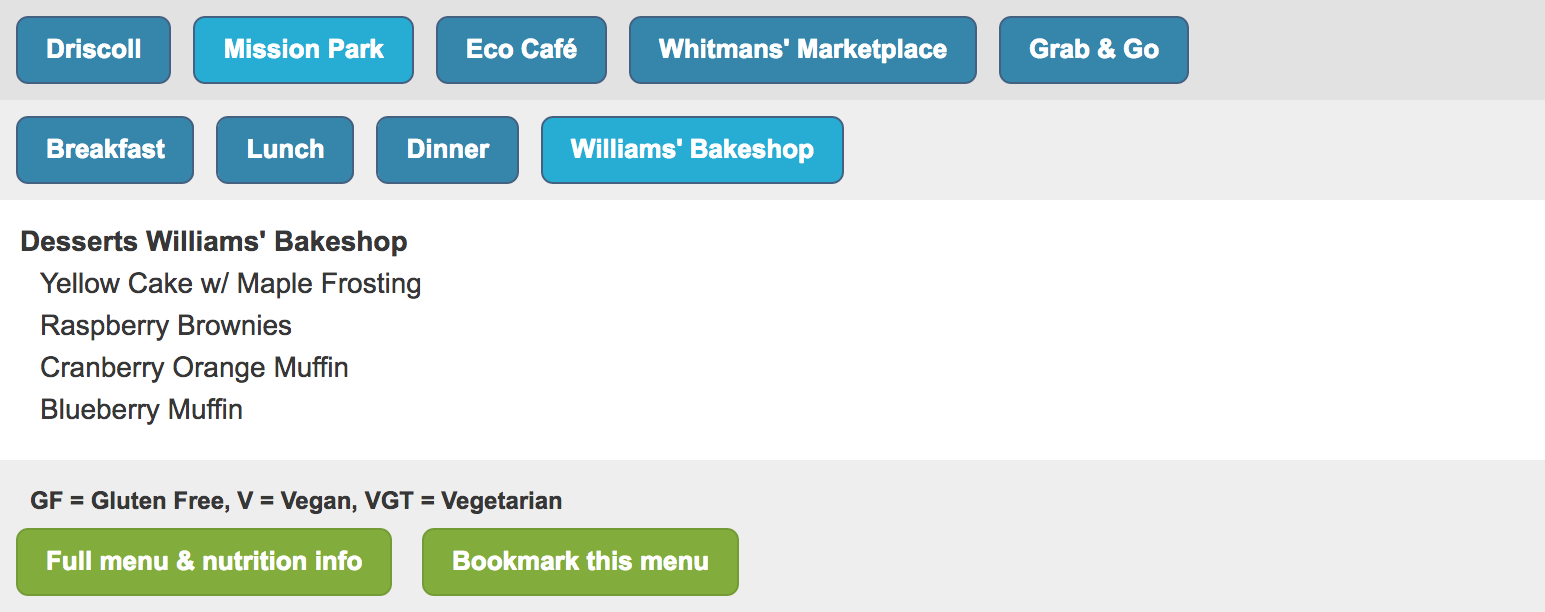 Driscoll Mission Park Eco Café Whitmans' Marketplace Grab & Go
Breakfast Lunch Dinner Williams' Bakeshop
Desserts Williams' Bakeshop
Yellow Cake w/ Maple Frosting
Raspberry Brownies
Cranberry Orange Muffin
Blueberry Muffin
GF = Gluten Free, V = Vegan, VGT = Vegetarian
Full menu & nutrition info Bookmark this menu